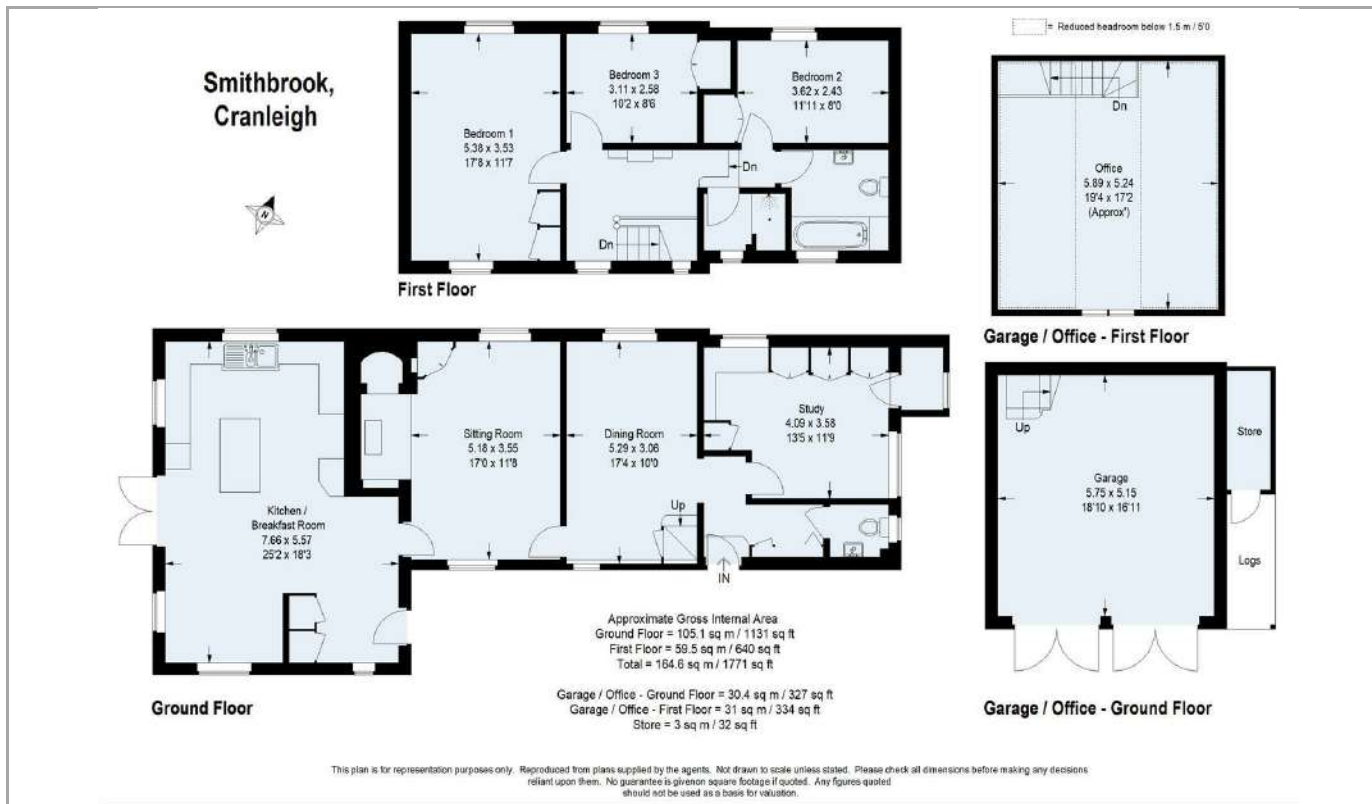 Smithbrook,
Cranleigh
N
Bedroom 1
5.38 x 3.53
17'8 x 11'7
Bedroom 3
3.11 x 2.58
10'2 x 8'6
Bedroom 2
3.62 x 2.43
11'11 x 8'0
Dn
Dn
First Floor
= Reduced headroom below 1.5 m / 5'0
Dn
Office
5.89 x 5.24
19'4 x 17'2
(Approx")
Garage / Office - First Floor
Kitchen /
Breakfast Room
7.66 x 5.57
25'2 x 18'3
Sitting Room
5.18 x 3.55
17'0 x 11'8
Dining Room
5.29 x 3.06
17'4 x 10'0
Up
Study
4.09 x 3.58
13'5 x 11'9
IN
Ground Floor
Up
Garage
5.75 x 5.15
18'10 x 16'11
Store
Logs
Garage / Office - Ground Floor
Approximate Gross Internal Area
Ground Floor = 105.1 sq m / 1131 sq ft
First Floor = 59.5 sq m / 640 sq ft
Total = 164.6 sq m / 1771 sq ft
Garage / Office - Ground Floor = 30.4 sq m / 327 sq ft
Garage / Office - First Floor = 31 sq m / 334 sq ft
Store = 3 sq m / 32 sq ft
This plan is for representation purposes only. Reproduced from plans supplied by the agents. Not drawn to scale unless stated. Please check all dimensions before making any decisions
reliant upon them. No guarantee is givenon square footage if quoted. Any figures quoted
should not be used as a basis for valuation.